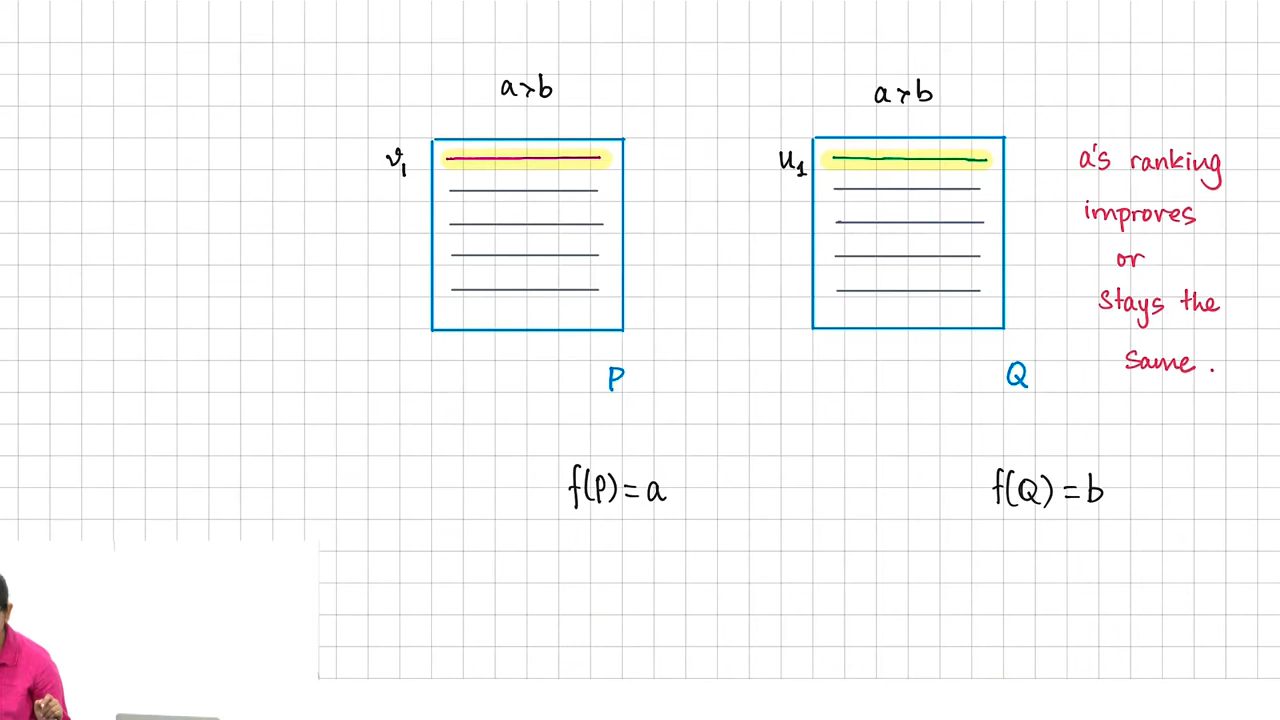 a≻b
a≻b
v₁
u₁
a's ranking
improves
or
stays the
same.
P
Q
f(P) = a
f(Q) = b